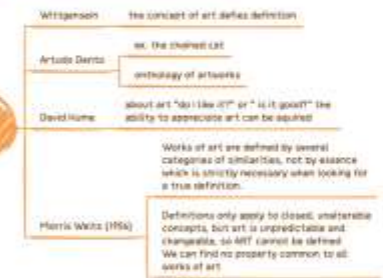 Wittgensein the concept of art defies definition
ex. the chained cat
Artudo Danto
onthology of artworks
about art "do i like it?" or " is it good?" the
David Hume
ability to appreciate art can be aquired
Works of art are defined by several
categories of similarities, not by essence
which is strictly necessary when looking for
a true definition.
Morris Weitz (1956)
Definitions only apply to closed, unalterable
concepts, but art is unpredictable and
changeable, so ART cannot be defined
We can find no property common to all
works of art